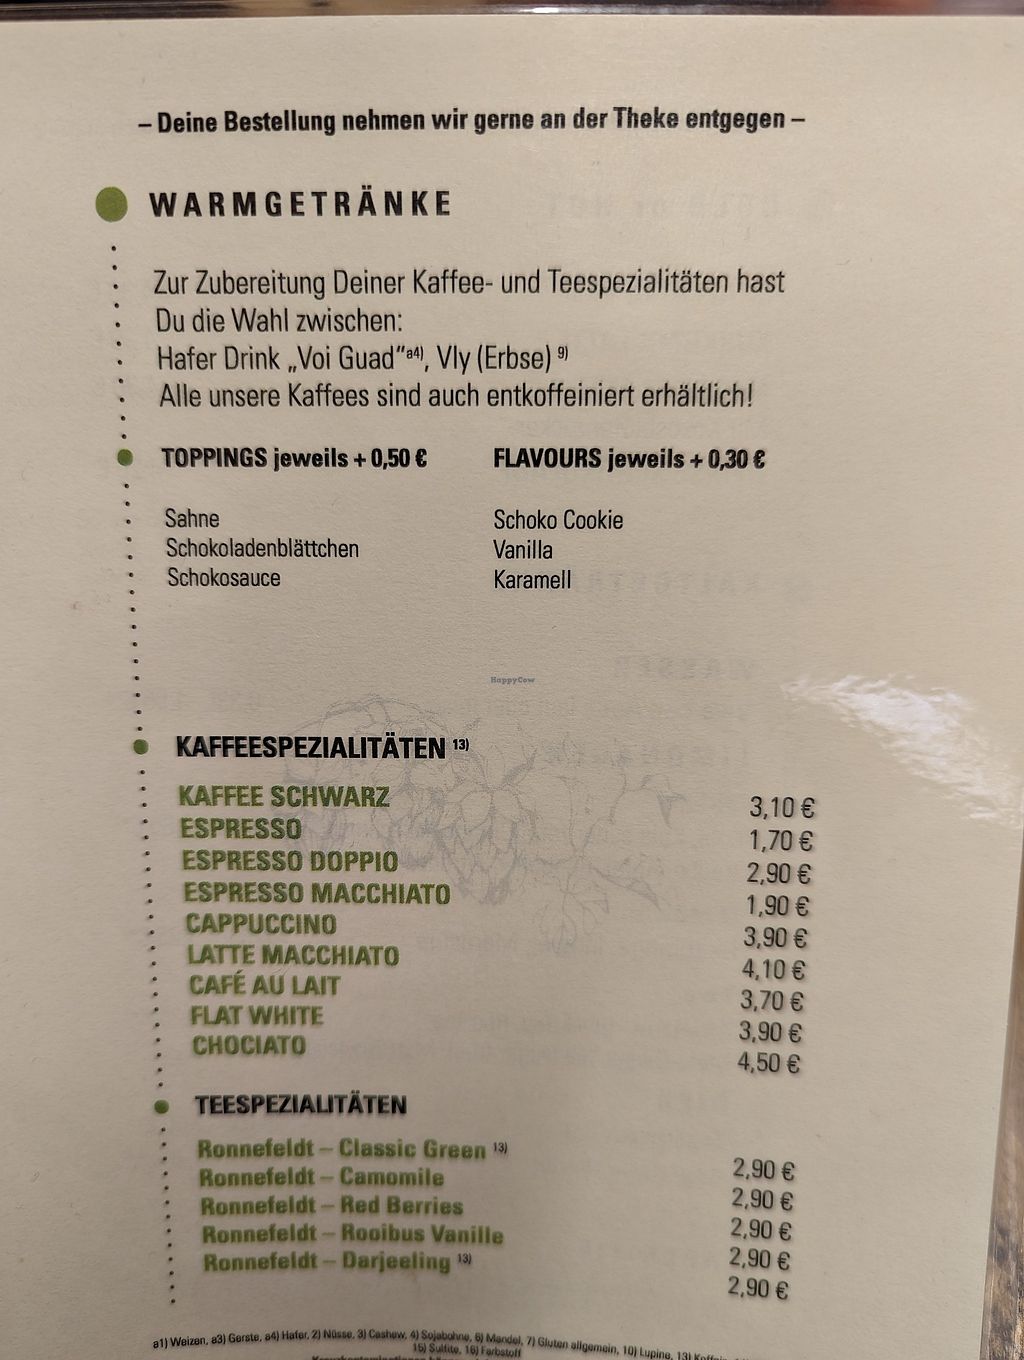 – Deine Bestellung nehmen wir gerne an der Theke entgegen –
WARMGETRÄNKE
Zur Zubereitung Deiner Kaffee- und Teespezialitäten hast
Du die Wahl zwischen:
Hafer Drink „Voi Guad“a4), Vly (Erbse) 9)
Alle unsere Kaffees sind auch entkoffeiniert erhältlich!
TOPPINGS jeweils + 0,50 € FLAVOURS jeweils + 0,30 €
Sahne Schoko Cookie
Schokoladenblättchen Vanilla
Schokosauce Karamell
HappyCow
KAFFEESPEZIALITÄTEN 13)
KAFFEE SCHWARZ 3,10 €
ESPRESSO 1,70 €
ESPRESSO DOPPIO 2,90 €
ESPRESSO MACCHIATO 1,90 €
CAPPUCCINO 3,90 €
LATTE MACCHIATO 4,10 €
CAFÉ AU LAIT 3,70 €
FLAT WHITE 3,90 €
CHOCIATO 4,50 €
TEESPEZIALITÄTEN
Ronnefeldt – Classic Green 13) 2,90 €
Ronnefeldt – Camomile 2,90 €
Ronnefeldt – Red Berries 2,90 €
Ronnefeldt – Rooibus Vanille 2,90 €
Ronnefeldt – Darjeeling 13) 2,90 €
a1) Weizen, a3) Gerste, a4) Hafer, 2) Nüsse, 3) Cashew, 4) Sojabohne, 6) Mandel, 7) Gluten allgemein, 10) Lupine, 13)
15) Sulfite, 16) Farbstoff